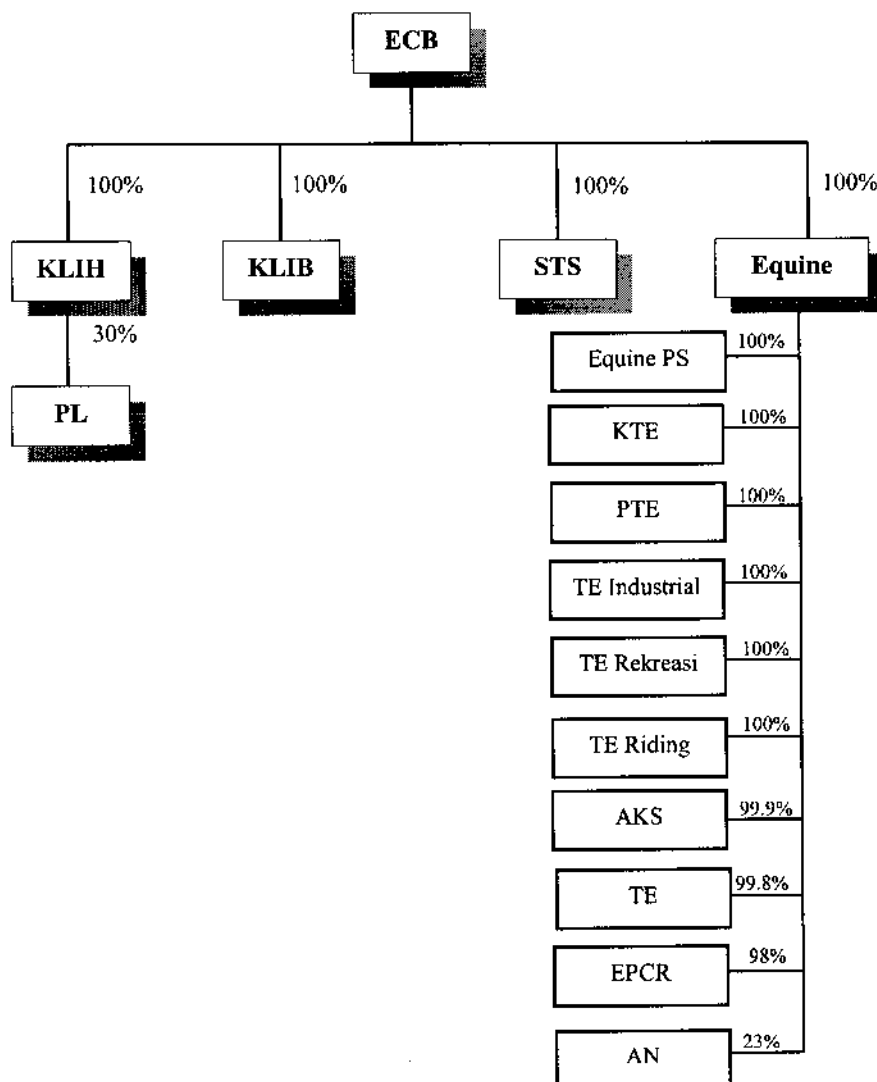 ECB
100% 100% 100% 100%
KLIH KLIB STS Equine
30%
PL
Equine PS 100%
KTE 100%
PTE 100%
TE Industrial 100%
TE Rekreasi 100%
TE Riding 100%
AKS 99.9%
TE 99.8%
EPCR 98%
AN 23%